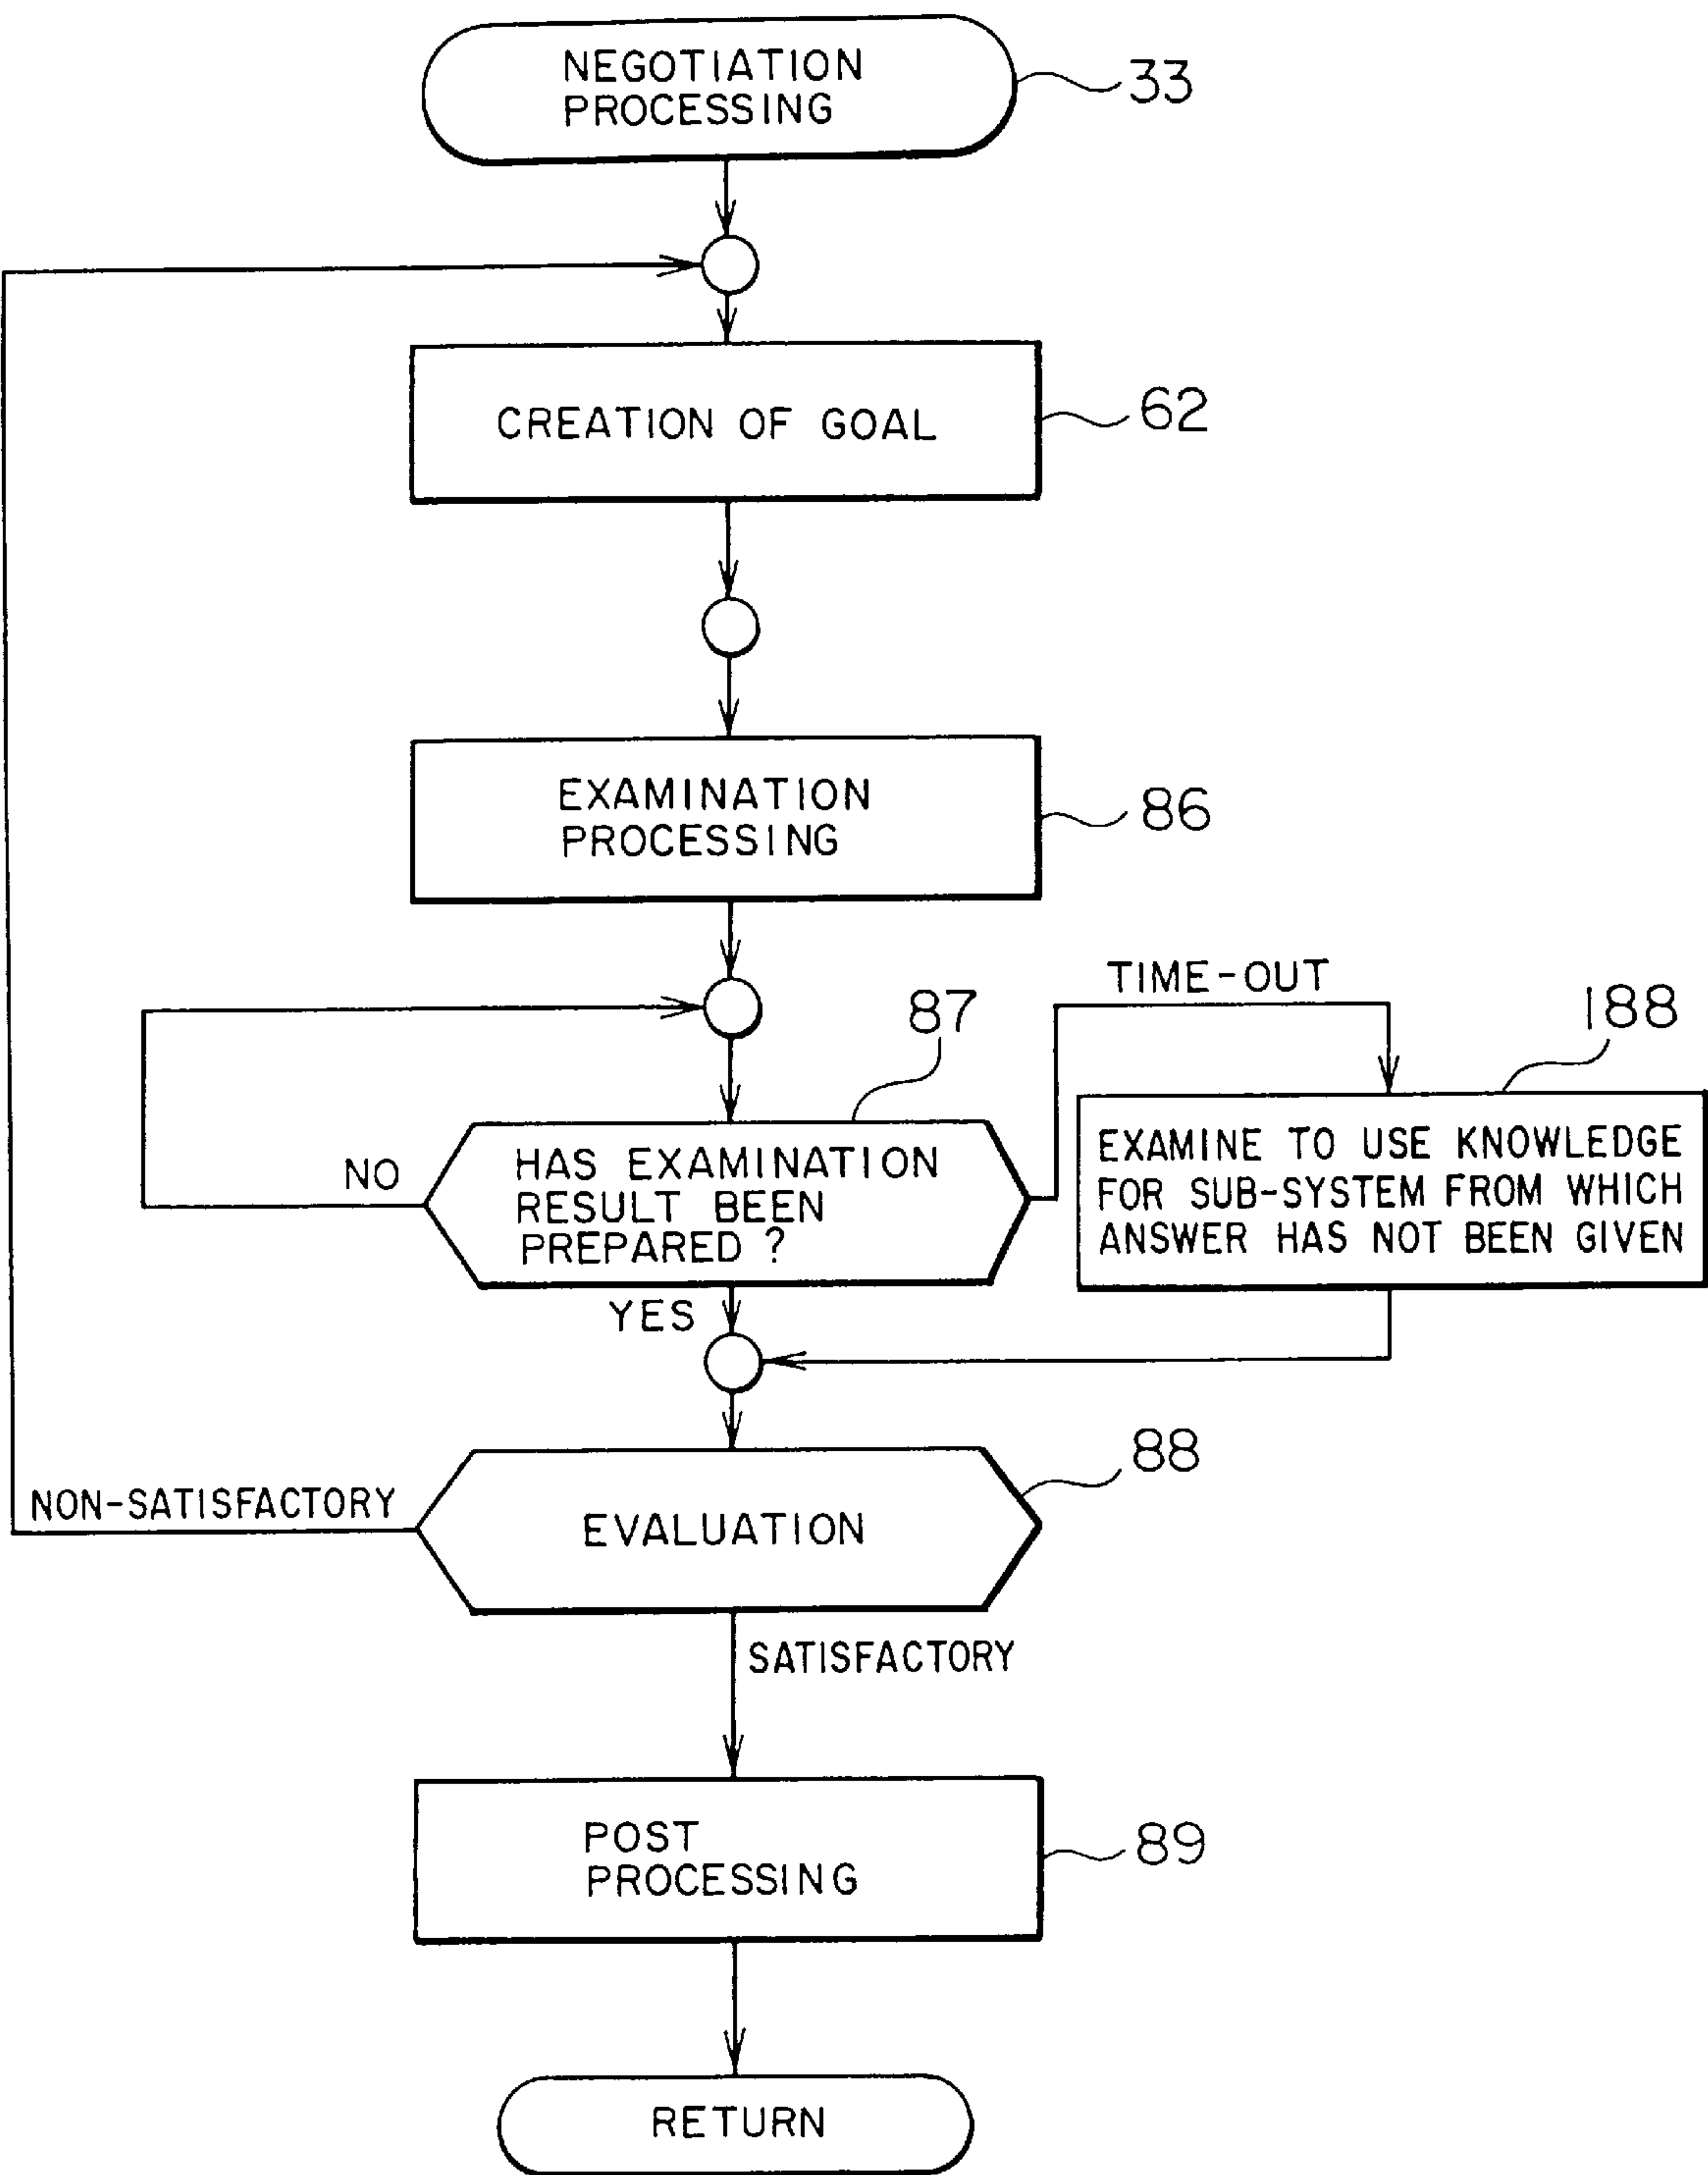 NEGOTIATION
PROCESSING
33
CREATION OF GOAL
62
EXAMINATION
PROCESSING
86
TIME-OUT
87
188
NO
HAS EXAMINATION
RESULT BEEN
PREPARED ?
EXAMINE TO USE KNOWLEDGE
FOR SUB-SYSTEM FROM WHICH
ANSWER HAS NOT BEEN GIVEN
YES
88
NON-SATISFACTORY
EVALUATION
SATISFACTORY
POST
PROCESSING
89
RETURN